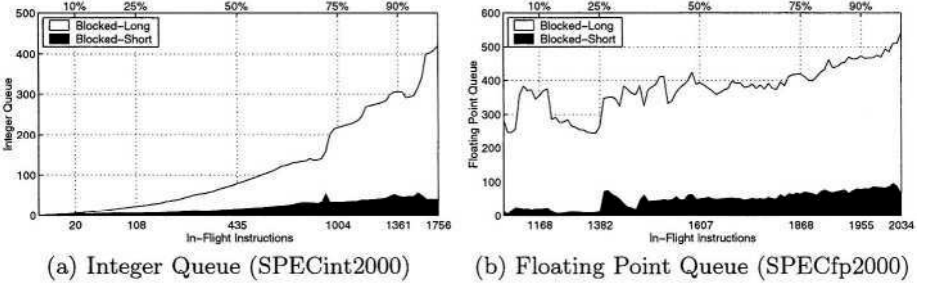 10% 25% 50% 75% 90%
500
400
300
200
100
0
Integer Queue
Blocked-Long
Blocked-Short
20 108 435 1004 1361 1756
In-Flight Instructions
(a) Integer Queue (SPECint2000)
10% 25% 50% 75% 90%
600
500
400
300
200
100
0
Floating Point Queue
Blocked-Long
Blocked-Short
1168 1382 1607 1868 1955 2034
In-Flight Instructions
(b) Floating Point Queue (SPECfp2000)